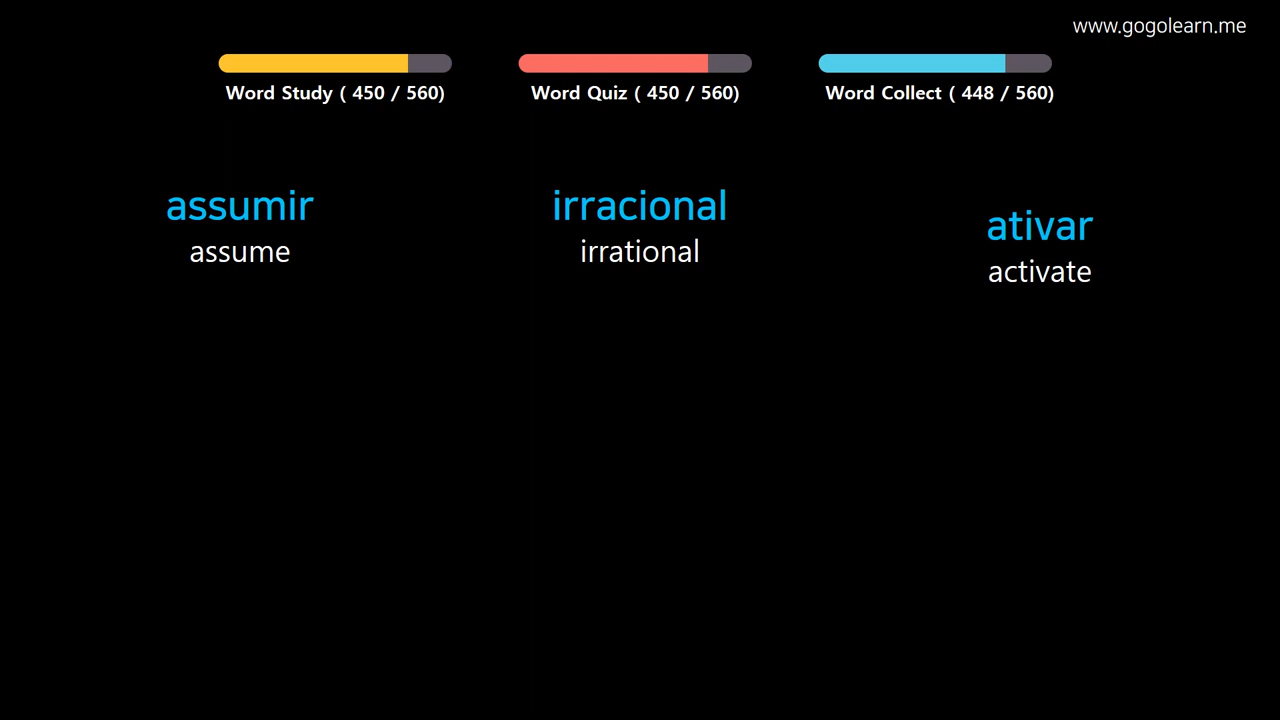 www.gogolearn.me
Word Study ( 450 / 560)
Word Quiz ( 450 / 560)
Word Collect ( 448 / 560)
assumir
assume
irracional
irrational
ativar
activate